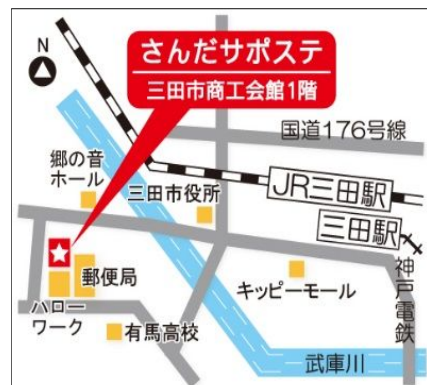 N
さんだサポステ
三田市商工会館1階
国道176号線
郷の音
ホール
三田市役所
JR三田駅
三田駅
神戸電鉄
郵便局
ハロー
ワーク
キッピーモール
有馬高校
武庫川